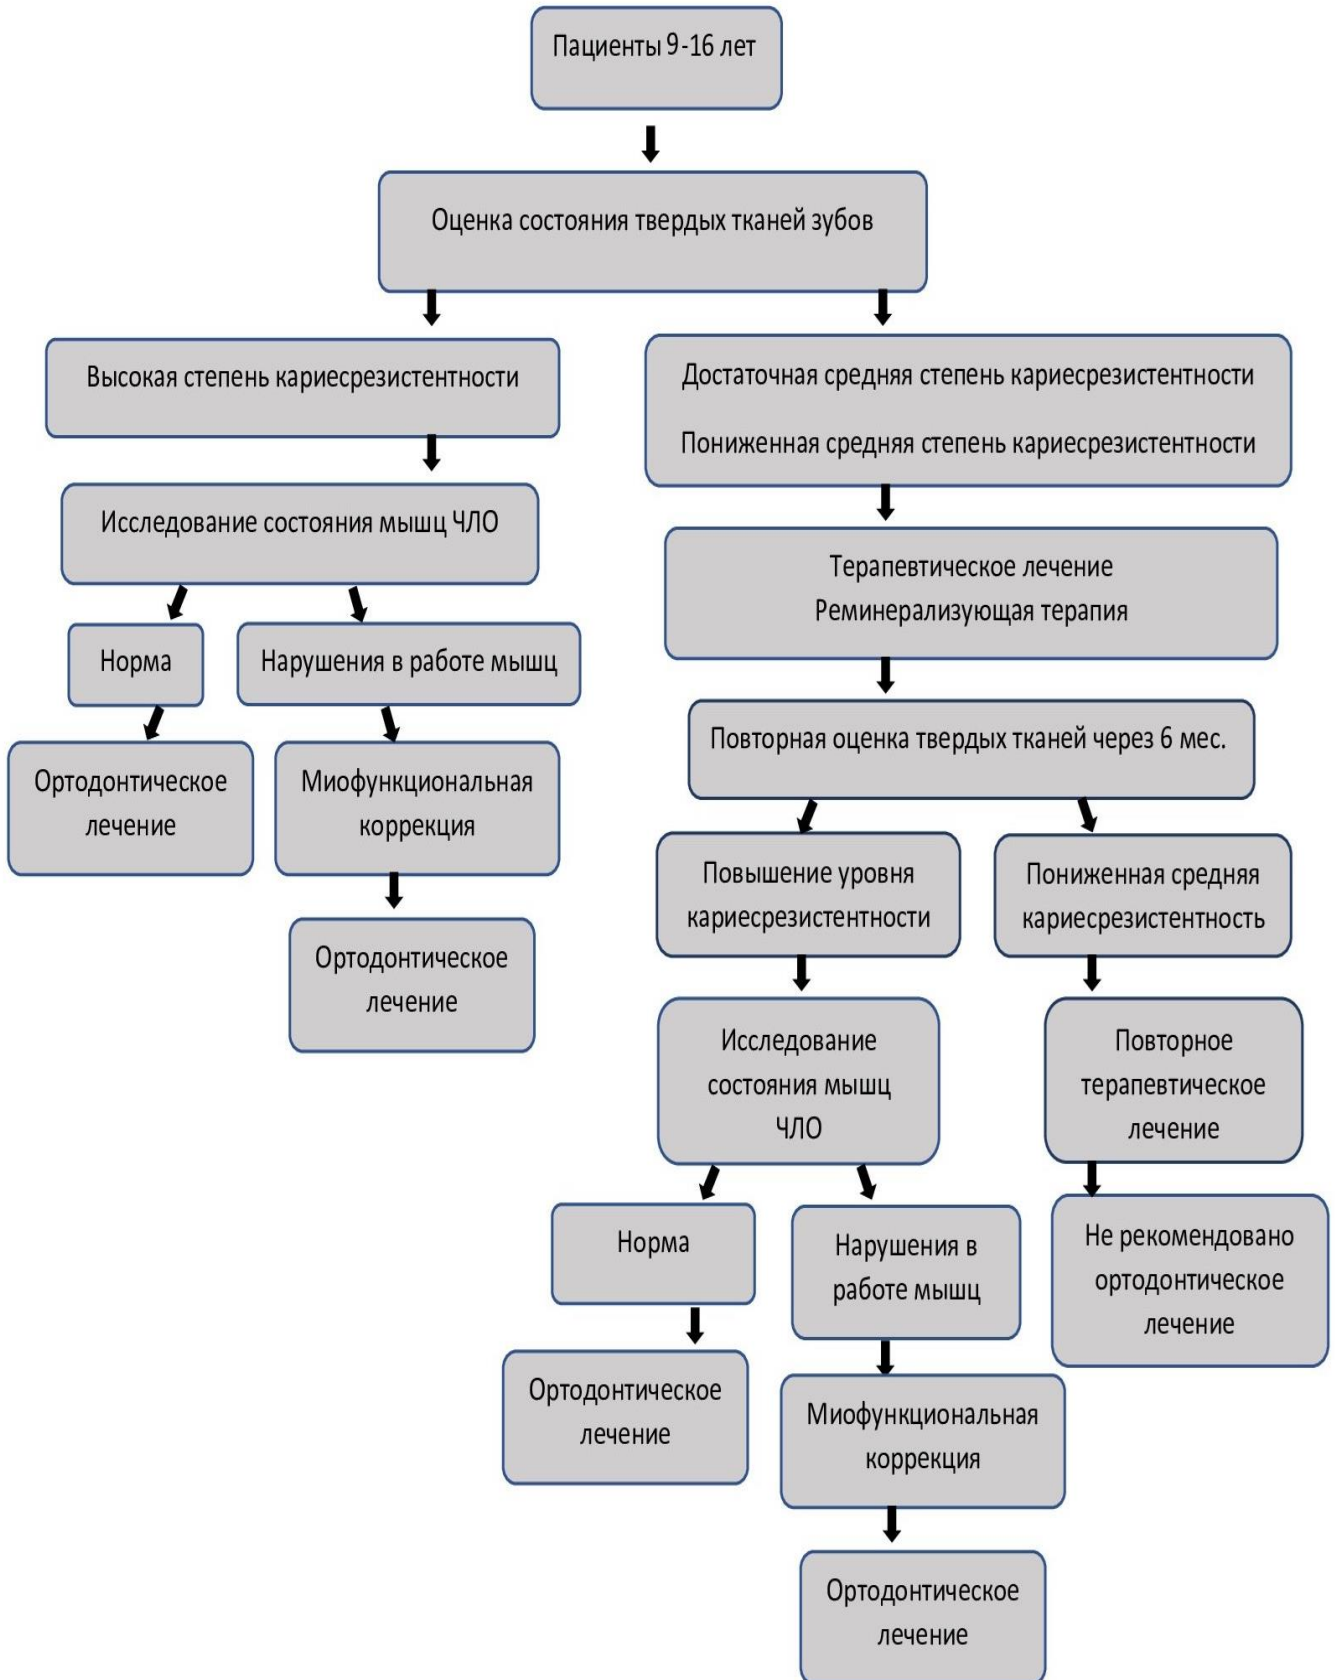 Пациенты 9-16 лет
Оценка состояния твердых тканей зубов
Высокая степень кариесрезистентности
Достаточная средняя степень кариесрезистентности
Пониженная средняя степень кариесрезистентности
Исследование состояния мышц ЧЛО
Терапевтическое лечение
Реминерализующая терапия
Норма
Нарушения в работе мышц
Ортодонтическое
лечение
Миофункциональная
коррекция
Ортодонтическое
лечение
Повторная оценка твердых тканей через 6 мес.
Повышение уровня
кариесрезистентности
Пониженная средняя
кариесрезистентность
Исследование
состояния мышц
ЧЛО
Повторное
терапевтическое
лечение
Норма
Нарушения в
работе мышц
Не рекомендовано
ортодонтическое
лечение
Ортодонтическое
лечение
Миофункциональная
коррекция
Ортодонтическое
лечение